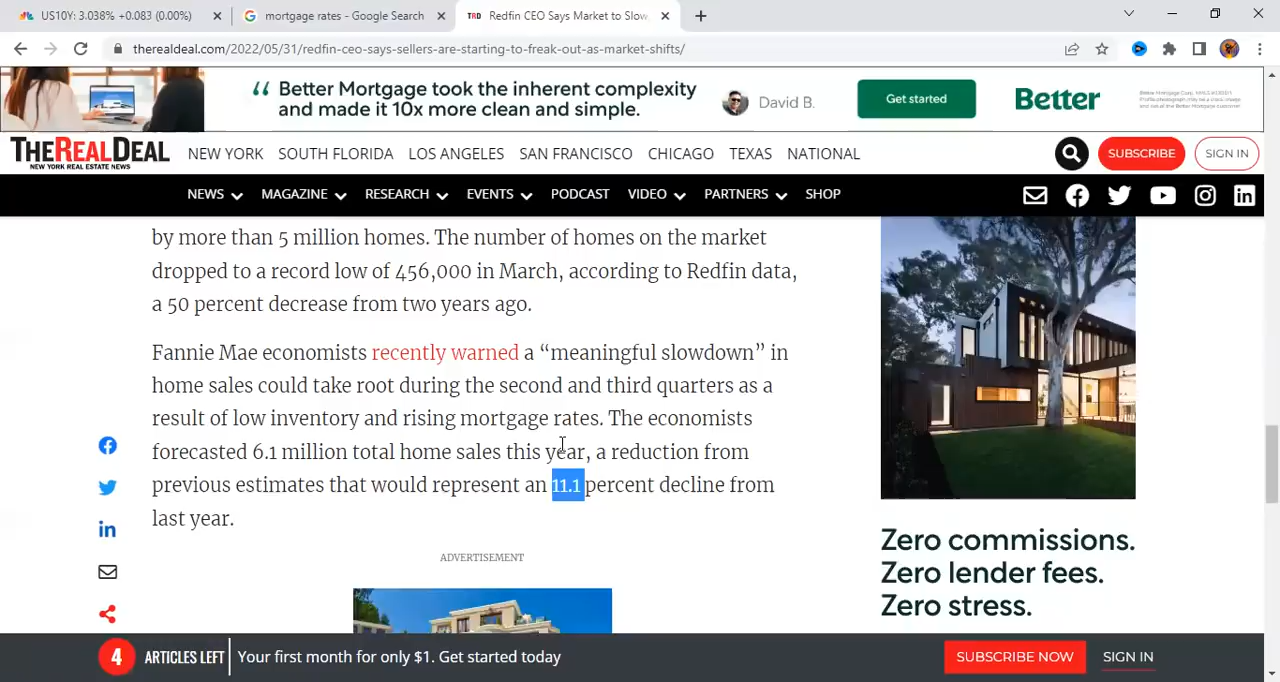 US10Y: 3.038% +0.083 (0.00%)
mortgage rates - Google Search
TRD Redfin CEO Says Market to Slow
therealdeal.com/2022/05/31/redfin-ceo-says-sellers-are-starting-to-freak-out-as-market-shifts/
“ Better Mortgage took the inherent complexity
and made it 10x more clean and simple.
David B.
Get started
Better
THE REAL DEAL
NEW YORK REAL ESTATE NEWS
NEW YORK SOUTH FLORIDA LOS ANGELES SAN FRANCISCO CHICAGO TEXAS NATIONAL
SUBSCRIBE
SIGN IN
NEWS MAGAZINE RESEARCH EVENTS PODCAST VIDEO PARTNERS SHOP
by more than 5 million homes. The number of homes on the market
dropped to a record low of 456,000 in March, according to Redfin data,
a 50 percent decrease from two years ago.
Fannie Mae economists recently warned a “meaningful slowdown” in
home sales could take root during the second and third quarters as a
result of low inventory and rising mortgage rates. The economists
forecasted 6.1 million total home sales this year, a reduction from
previous estimates that would represent an 11.1 percent decline from
last year.
ADVERTISEMENT
Zero commissions.
Zero lender fees.
Zero stress.
4 ARTICLES LEFT Your first month for only $1. Get started today
SUBSCRIBE NOW
SIGN IN